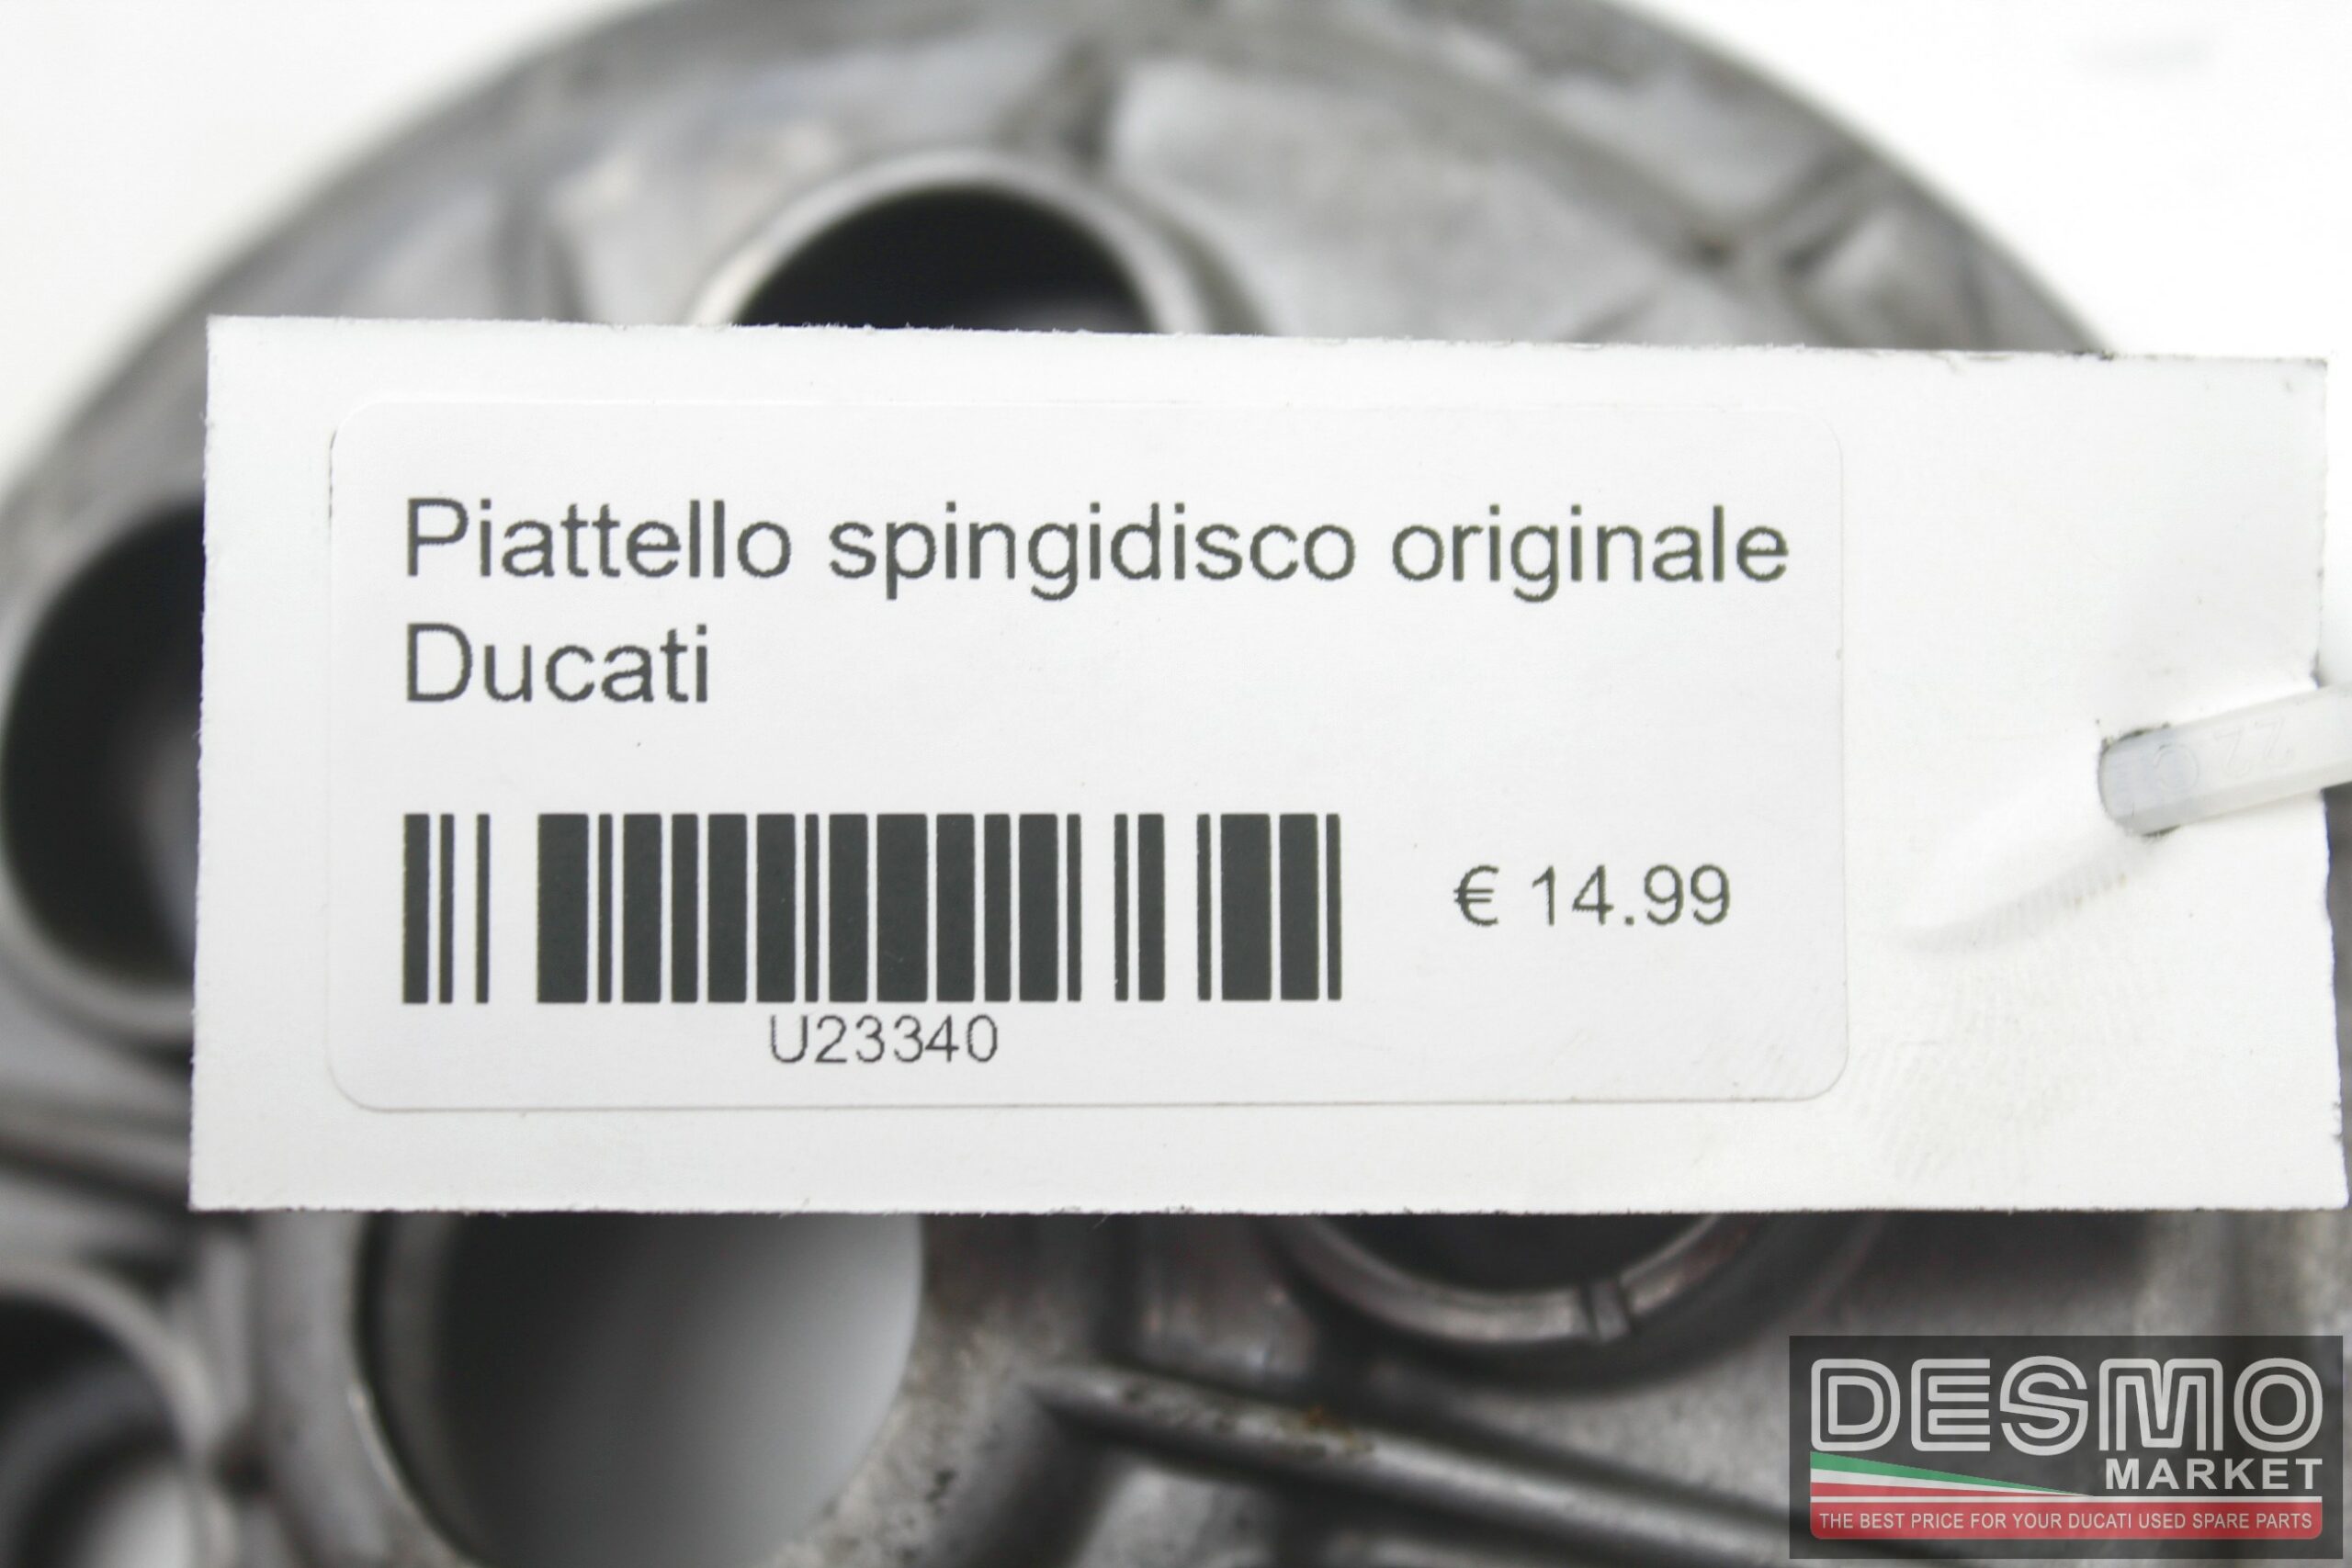 Piattello spingidisco originale
Ducati
€ 14.99
U23340
DESMO
MARKET
THE BEST PRICE FOR YOUR DUCATI USED SPARE PARTS